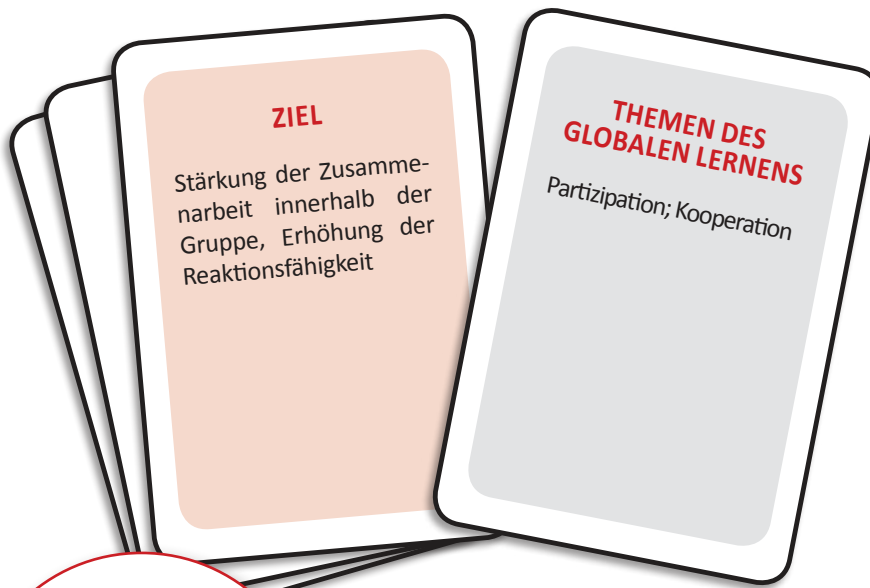 ZIEL
Stärkung der Zusamme-
narbeit innerhalb der
Gruppe, Erhöhung der
Reaktionsfähigkeit
THEMEN DES
GLOBALEN LERNENS
Partizipation; Kooperation